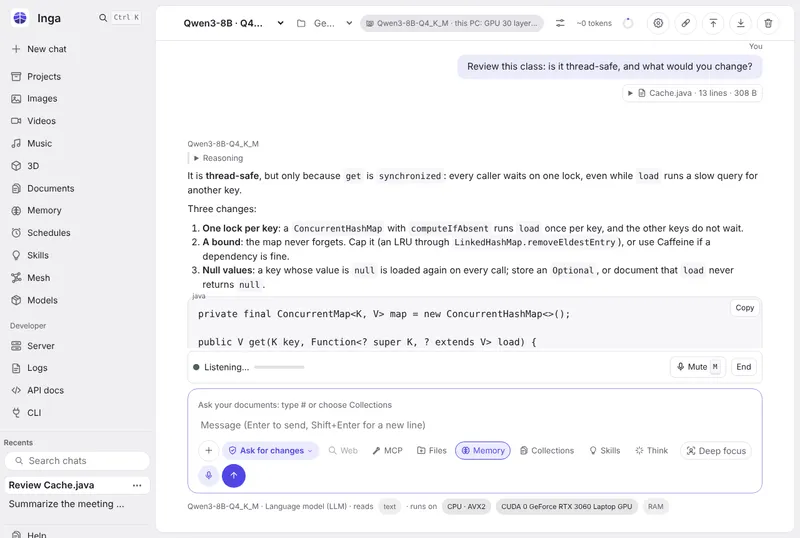 Inga
Ctrl K
New chat
Projects
Images
Videos
Music
3D
Documents
Memory
Schedules
Skills
Mesh
Models
Developer
Server
Logs
API docs
CLI
Recents
Search chats
Review Cache.java
Summarize the meeting ...
Help
Qwen3-8B · Q4...
Ge...
Qwen3-8B-Q4_K_M · this PC: GPU 30 layer...
~0 tokens
You
Review this class: is it thread-safe, and what would you change?
Cache.java · 13 lines · 308 B
Qwen3-8B-Q4_K_M
Reasoning
It is thread-safe, but only because get is synchronized: every caller waits on one lock, even while load runs a slow query for
another key.
Three changes:
1. One lock per key: a ConcurrentHashMap with computeIfAbsent runs load once per key, and the other keys do not wait.
2. A bound: the map never forgets. Cap it (an LRU through LinkedHashMap.removeEldestEntry), or use Caffeine if a
dependency is fine.
3. Null values: a key whose value is null is loaded again on every call; store an Optional, or document that load never
returns null.
java
Copy
private final ConcurrentMap<K, V> map = new ConcurrentHashMap<>();
public V get(K key, Function<? super K, ? extends V> load) {
Listening...
Mute M
End
Ask your documents: type # or choose Collections
Message (Enter to send, Shift+Enter for a new line)
Ask for changes
Web
MCP
Files
Memory
Collections
Skills
Think
Deep focus
Qwen3-8B-Q4_K_M · Language model (LLM) · reads text · runs on CPU · AVX2 CUDA 0 GeForce RTX 3060 Laptop GPU RAM